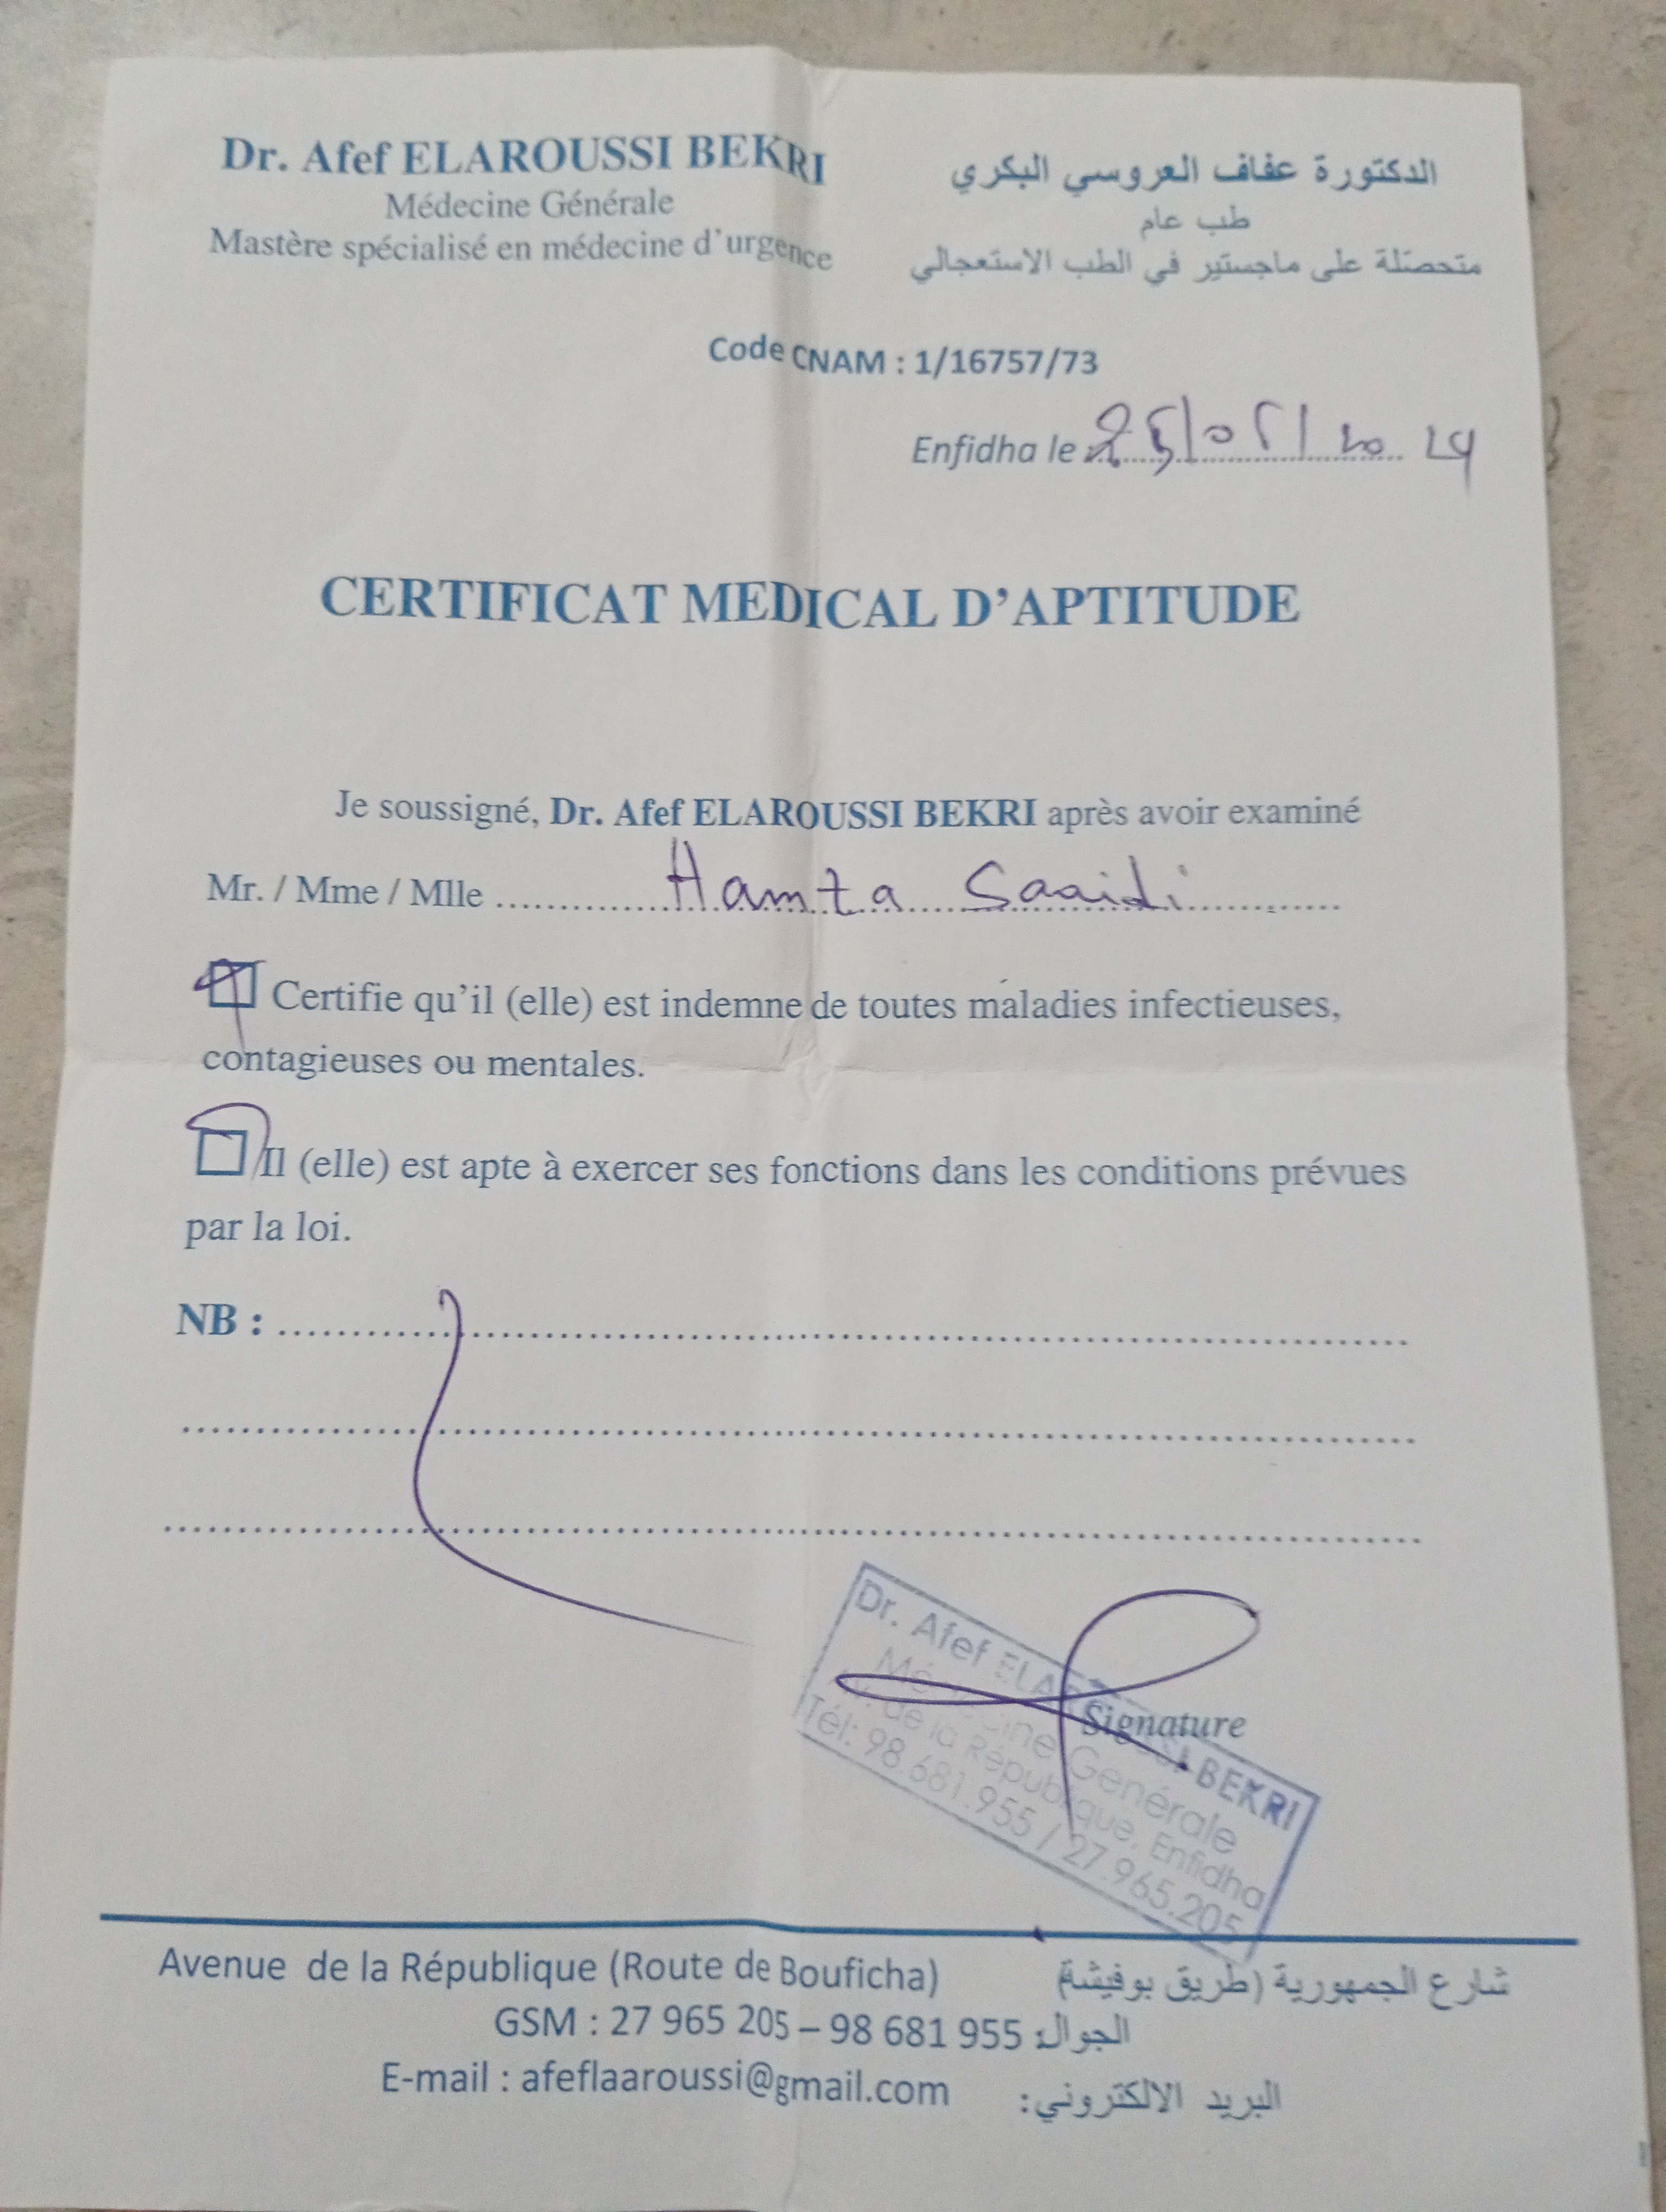 Dr. Afef ELAROUSSI BEKRI
Médecine Générale
Mastère spécialisé en médecine d'urgence
الدكتورة عفاف العروسي البكري
طب عام
متحصّلة على ماجستير في الطب الاستعجالي
Code CNAM : 1/16757/73
Enfidha le 25/05/2024
CERTIFICAT MEDICAL D'APTITUDE
Je soussigné, Dr. Afef ELAROUSSI BEKRI après avoir examiné
Mr. / Mme / Mlle Hamza Saaidi
Certifie qu'il (elle) est indemne de toutes maladies infectieuses,
contagieuses ou mentales.
Il (elle) est apte à exercer ses fonctions dans les conditions prévues
par la loi.
NB :
Signature
Dr. Afef ELAROUSSI BEKRI
Médecine Générale
Av. de la République, Enfidha
Tél: 98.681.955 / 27.965.205
Avenue de la République (Route de Bouficha) شارع الجمهورية (طريق بوفيشة)
GSM : 27 965 205 – 98 681 955 الجوال:
E-mail : afeflaaroussi@gmail.com البريد الالكتروني: